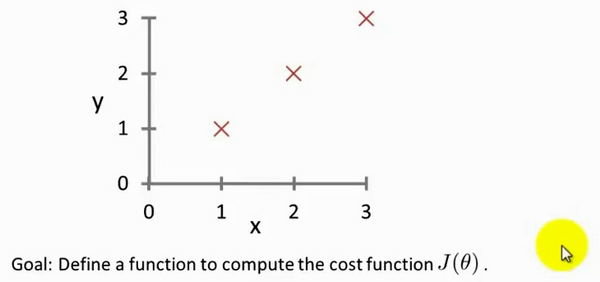 3
2
y
1
0
0 1 2 3
x
Goal: Define a function to compute the cost function J(θ) .